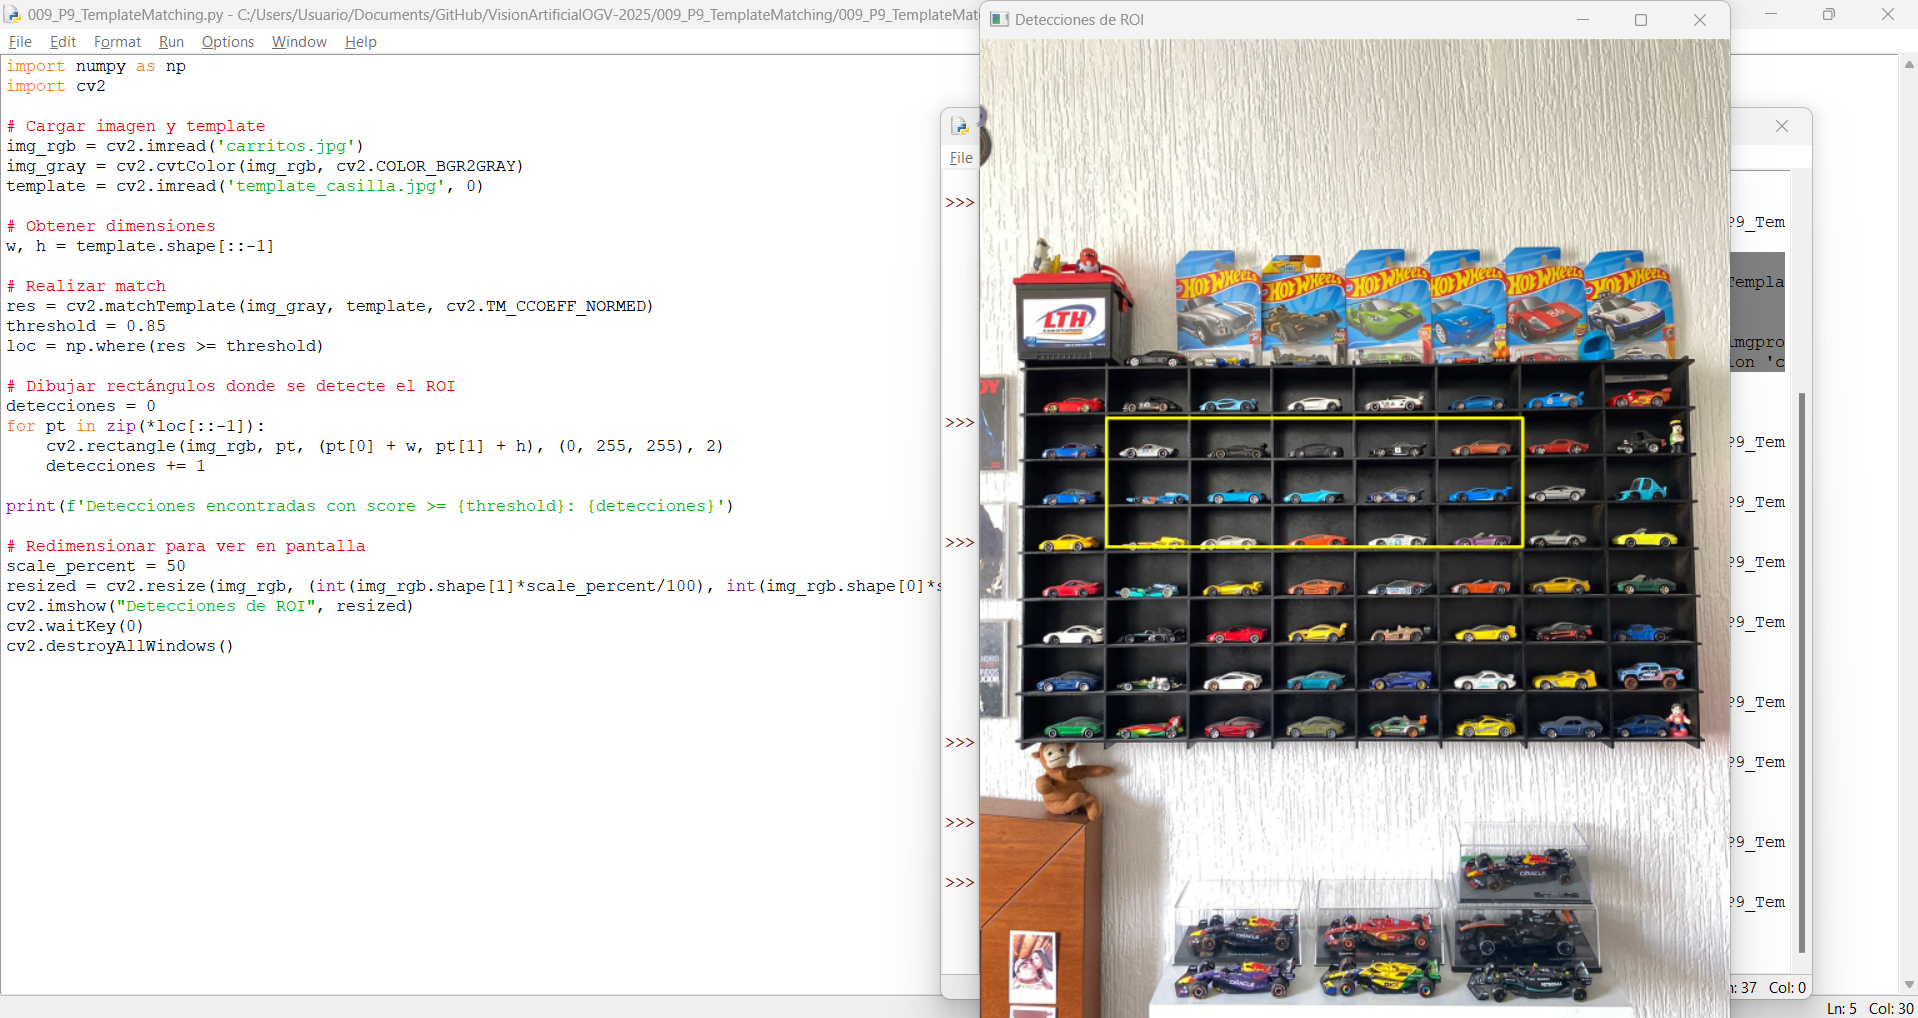 009_P9_TemplateMatching.py - C:/Users/Usuario/Documents/GitHub/VisionArtificialOGV-2025/009_P9_TemplateMatching/009_P9_TemplateMat
File Edit Format Run Options Window Help
import numpy as np
import cv2
# Cargar imagen y template
img_rgb = cv2.imread('carritos.jpg')
img_gray = cv2.cvtColor(img_rgb, cv2.COLOR_BGR2GRAY)
template = cv2.imread('template_casilla.jpg', 0)
# Obtener dimensiones
w, h = template.shape[::-1]
# Realizar match
res = cv2.matchTemplate(img_gray, template, cv2.TM_CCOEFF_NORMED)
threshold = 0.85
loc = np.where(res >= threshold)
# Dibujar rectángulos donde se detecte el ROI
detecciones = 0
for pt in zip(*loc[::-1]):
    cv2.rectangle(img_rgb, pt, (pt[0] + w, pt[1] + h), (0, 255, 255), 2)
    detecciones += 1
print(f'Detecciones encontradas con score >= {threshold}: {detecciones}')
# Redimensionar para ver en pantalla
scale_percent = 50
resized = cv2.resize(img_rgb, (int(img_rgb.shape[1]*scale_percent/100), int(img_rgb.shape[0]*s
cv2.imshow("Detecciones de ROI", resized)
cv2.waitKey(0)
cv2.destroyAllWindows()
Detecciones de ROI
HOT WHEELS
HOT WHEELS
HOT WHEELS
HOT WHEELS
HOT WHEELS
HOT WHEELS
LTH
ORACLE
ORACLE
ORACLE
File
>>>
>>>
>>>
>>>
>>>
>>>
P9_Tem
Templa
imgpro
ion 'c
P9_Tem
P9_Tem
P9_Tem
P9_Tem
P9_Tem
P9_Tem
P9_Tem
P9_Tem
n: 37 Col: 0
Ln: 5 Col: 30